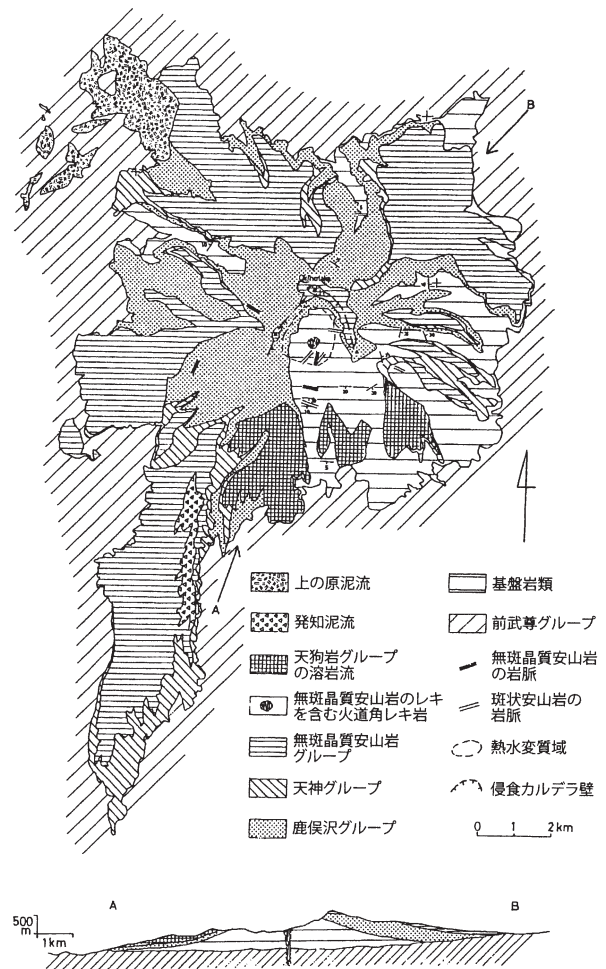 B
A
上の原泥流
発知泥流
天狗岩グループ
の溶岩流
無斑晶質安山岩のレキ
を含む火道角レキ岩
無斑晶質安山岩
グループ
天神グループ
鹿俣沢グループ
基盤岩類
前武尊グループ
無斑晶質安山岩
の岩脈
斑状安山岩の
岩脈
熱水変質域
侵食カルデラ壁
0 1 2km
A B
500
m
1km